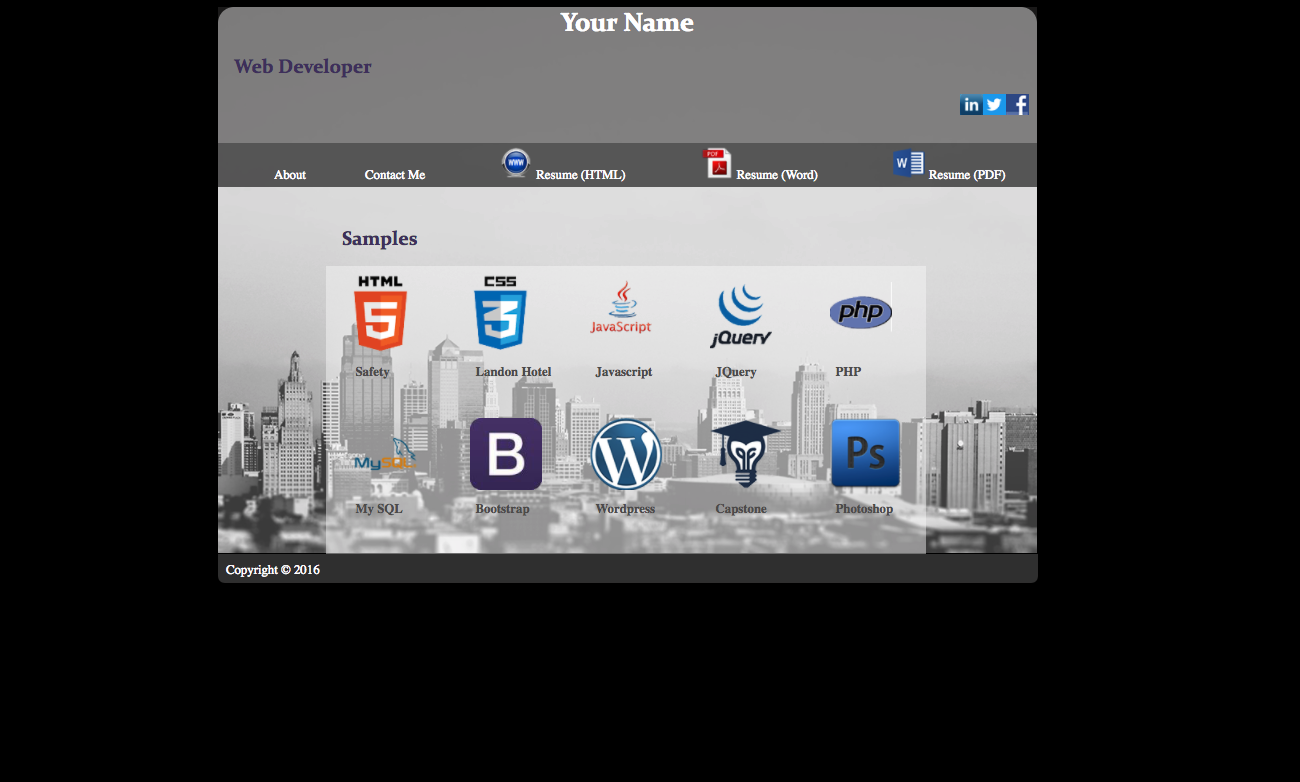 Your Name
Web Developer
in f
About Contact Me www Resume (HTML) PDF Resume (Word) W Resume (PDF)
Samples
HTML 5 CSS 3 JavaScript jQuery php
Safety Landon Hotel Javascript JQuery PHP
MySQL B W Ps
My SQL Bootstrap Wordpress Capstone Photoshop
Copyright © 2016